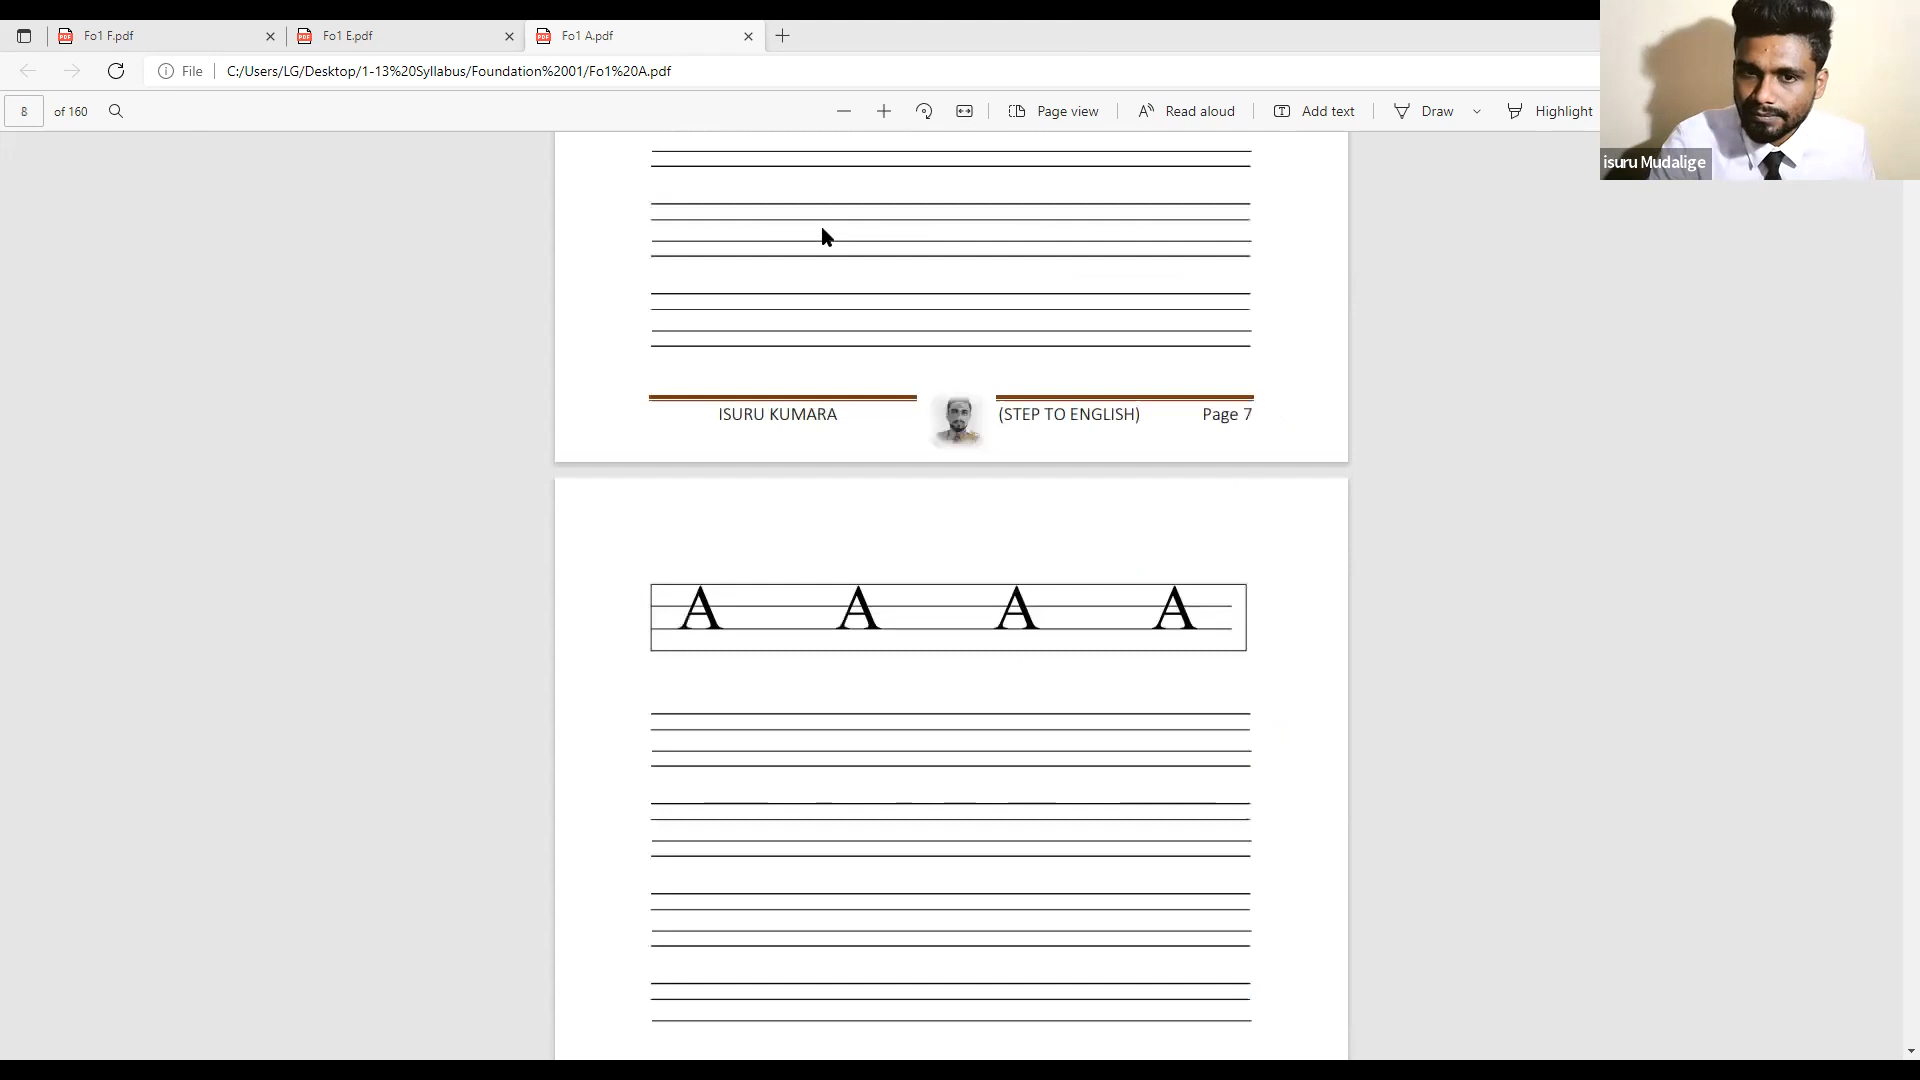 Fo1 F.pdf
Fo1 E.pdf
Fo1 A.pdf
File
C:/Users/LG/Desktop/1-13%20Syllabus/Foundation%2001/Fo1%20A.pdf
8 of 160
Page view
Read aloud
Add text
Draw
Highlight
isuru Mudalige
ISURU KUMARA
(STEP TO ENGLISH)
Page 7
A A A A